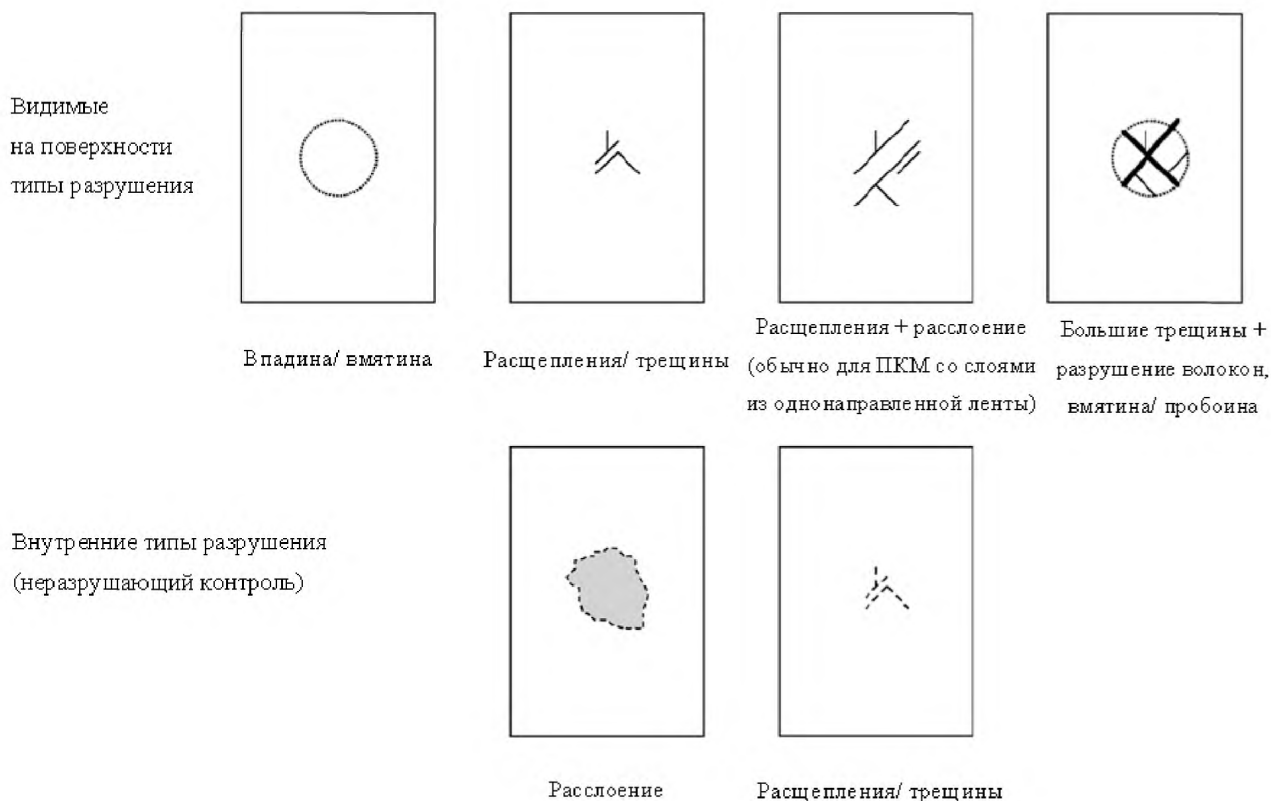 Видимые
на поверхности
типы разрушения
Впадина/ вмятина
Расщепления/ трещины
Расщепления + расслоение
(обычно для ПКМ со слоями
из однонаправленной ленты)
Большие трещины +
разрушение волокон,
вмятина/ пробоина
Внутренние типы разрушения
(неразрушающий контроль)
Расслоение
Расщепления/ трещины